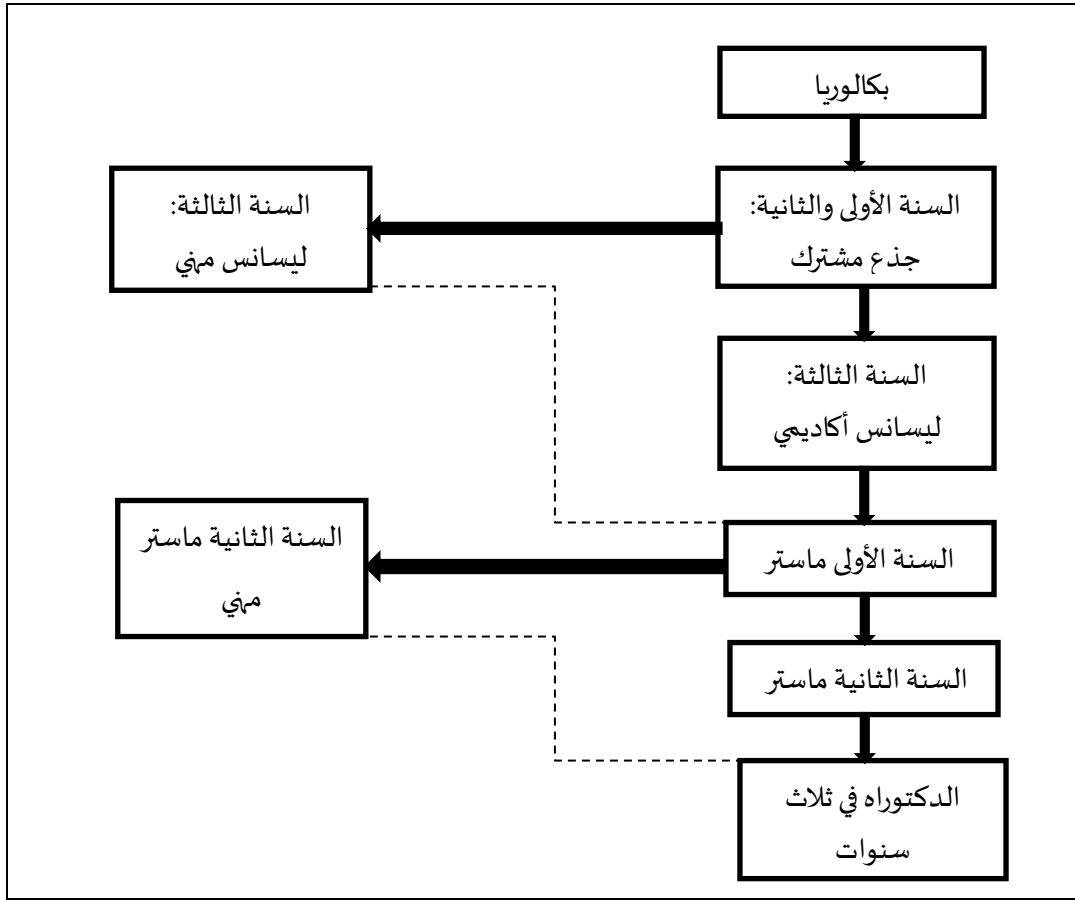 بكالوريا
السنة الأولى والثانية:
جذع مشترك
السنة الثالثة:
ليسانس مهني
السنة الثالثة:
ليسانس أكاديمي
السنة الأولى ماستر
السنة الثانية ماستر
مهني
السنة الثانية ماستر
الدكتوراه في ثلاث
سنوات